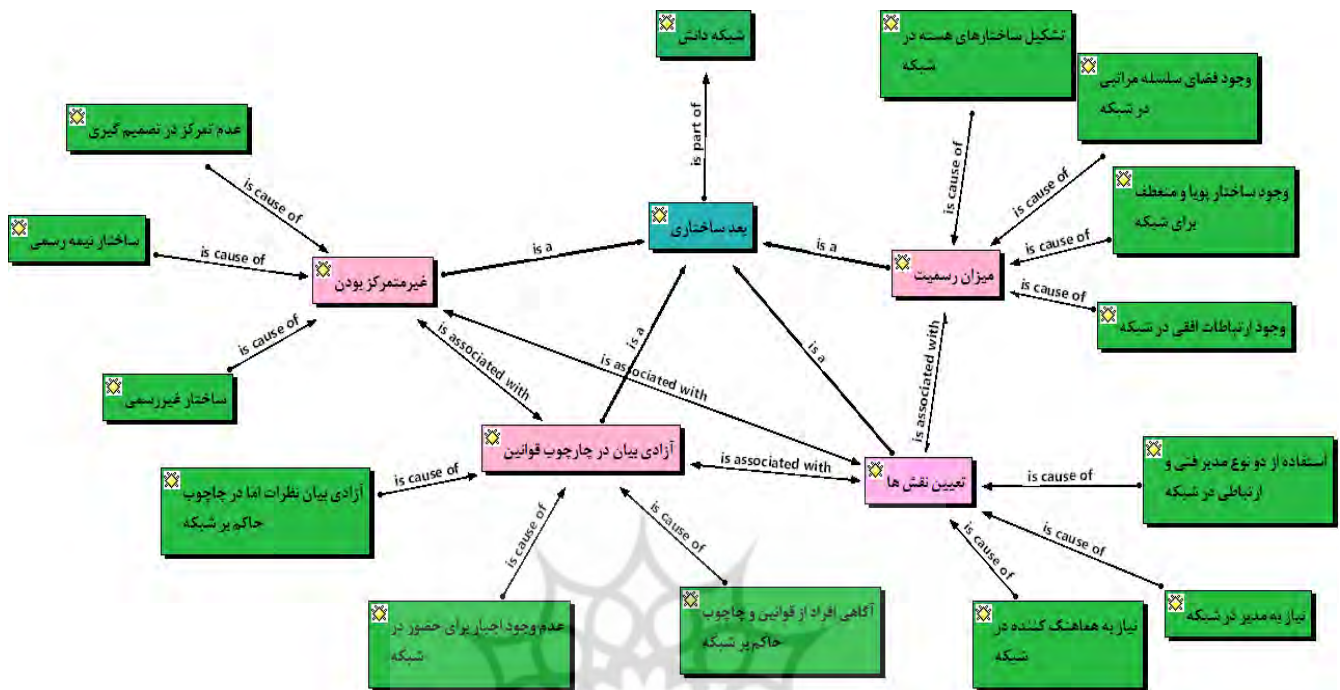 شبکه دانش
تشکیل ساختارهای هسته در
شبکه
وجود فضای سلسله مراتبی
در شبکه
عدم تمرکز در تصمیم گیری
is part of
is cause of
is cause of
is cause of
وجود ساختار پویا و منعطف
برای شبکه
ساختار نیمه رسمی
is cause of
بعد ساختاری
is a
is a
is cause of
غیرمتمرکز بودن
میزان رسمیت
is cause of
وجود ارتباطات افقی در شبکه
is cause of
ساختار غیررسمی
is associated with
is a
is associated with
is a
is associated with
آزادی بیان در چارچوب قوانین
is associated with
تعیین نقش ها
استفاده از دو نوع مدیر فنی و
ارتباطی در شبکه
is cause of
is cause of
آزادی بیان نظرات اما در چاچوب
حاکم بر شبکه
is cause of
is cause of
is cause of
is cause of
عدم وجود اجبار برای حضور در
شبکه
آگاهی افراد از قوانین و چاچوب
حاکم بر شبکه
نیاز به هماهنگ کننده در
شبکه
نیاز به مدیر در شبکه